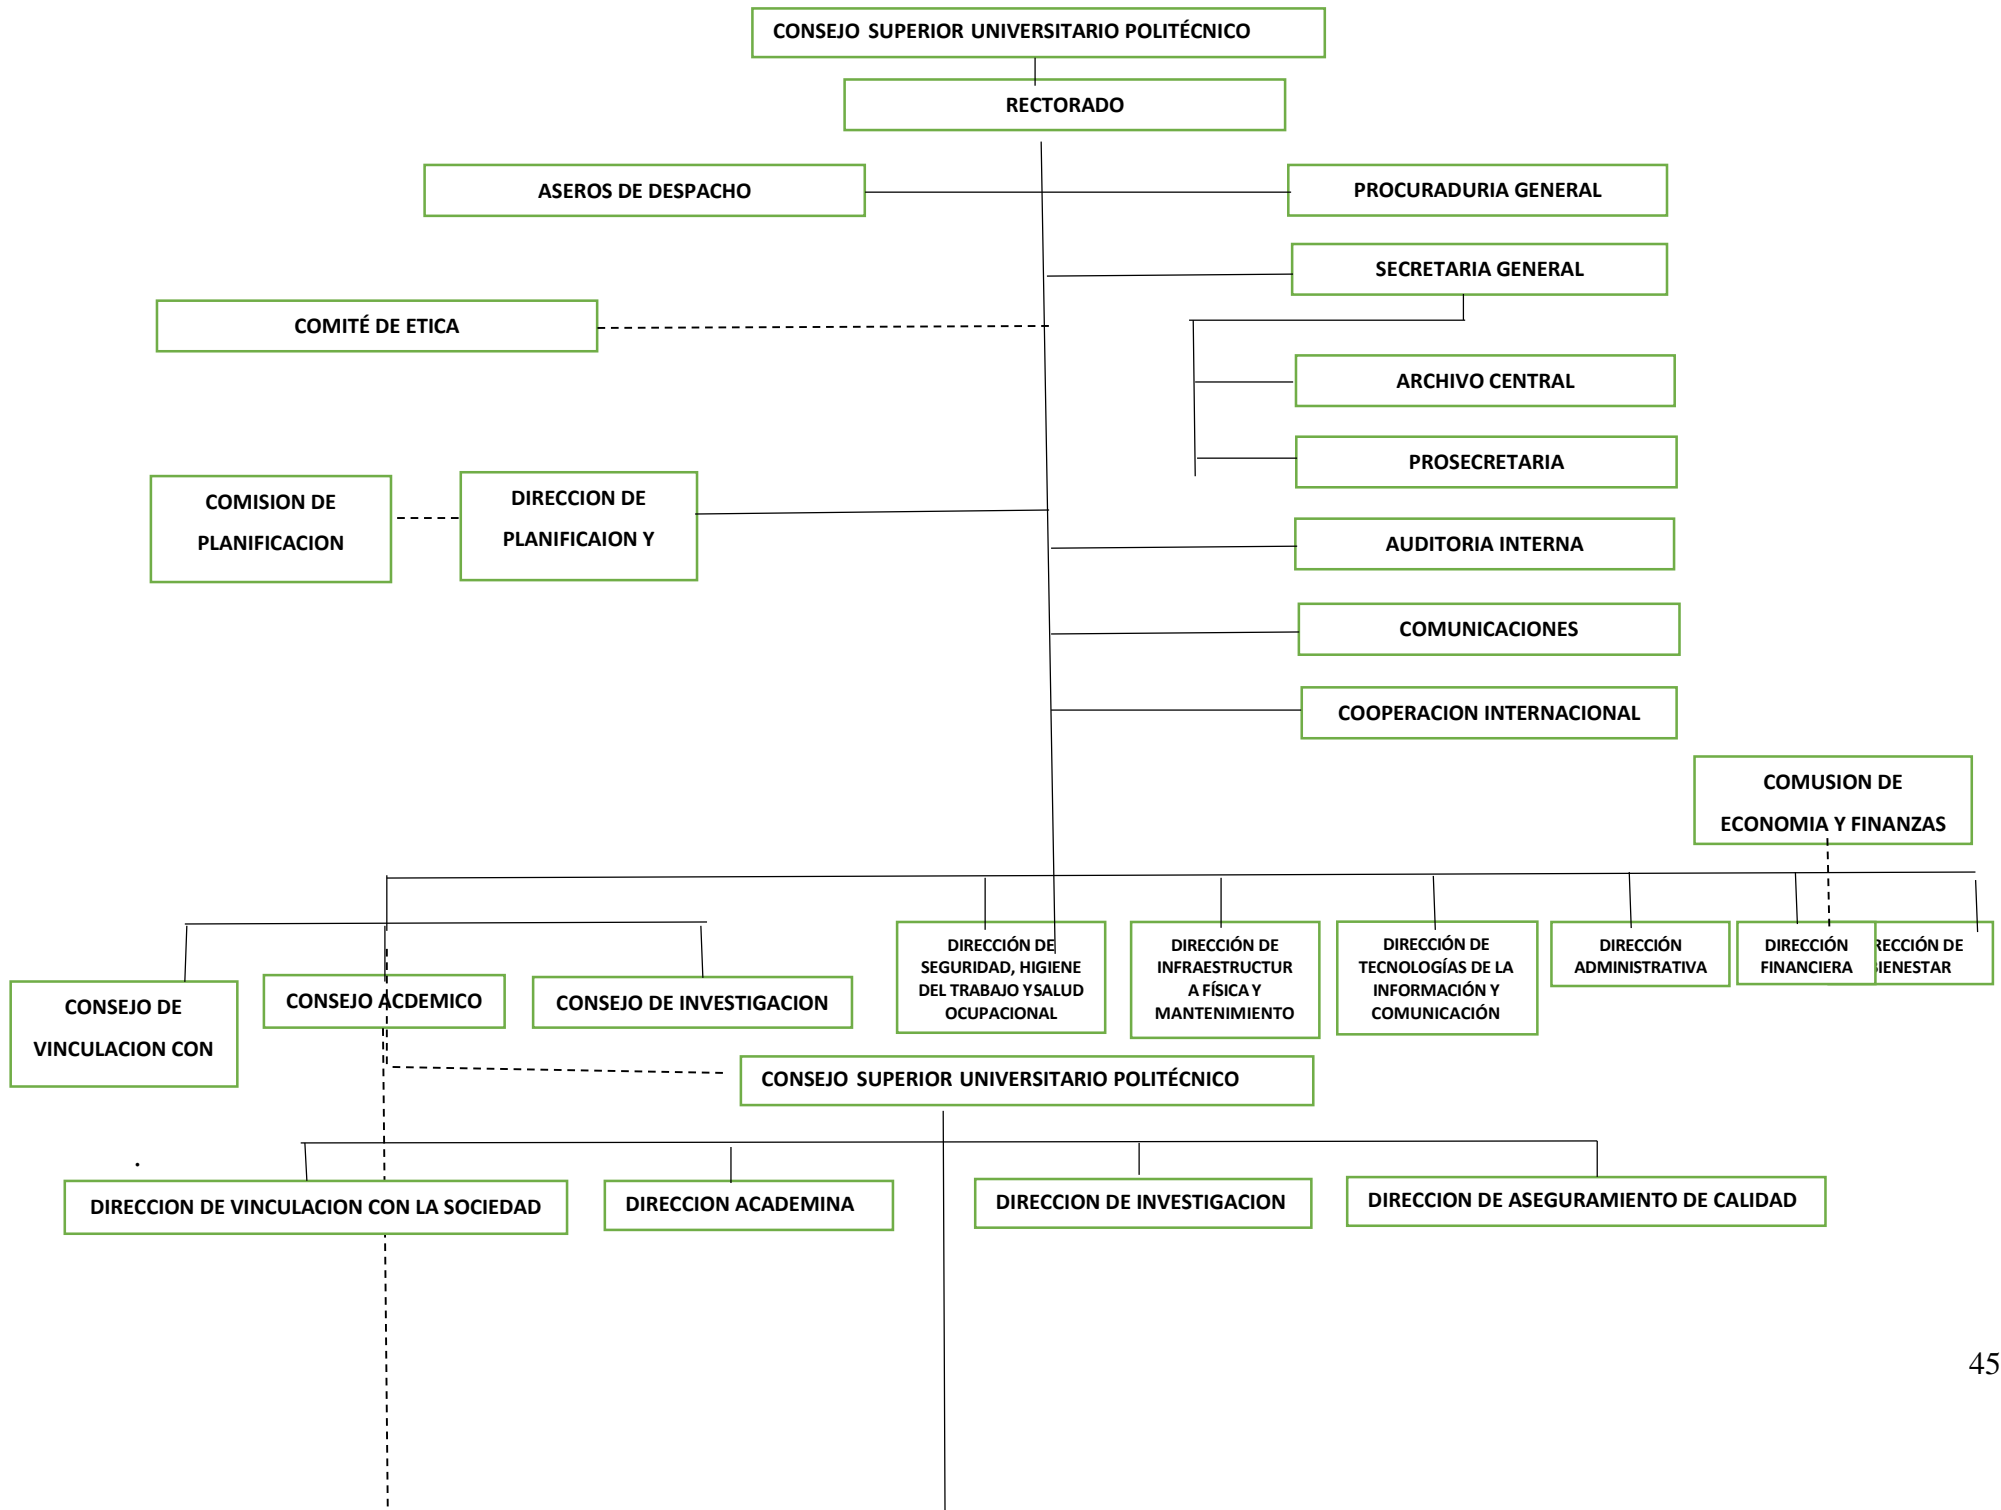 CONSEJO SUPERIOR UNIVERSITARIO POLITÉCNICO
RECTORADO
ASEROS DE DESPACHO
PROCURADURIA GENERAL
SECRETARIA GENERAL
COMITÉ DE ETICA
ARCHIVO CENTRAL
PROSECRETARIA
COMISION DE
PLANIFICACION
DIRECCION DE
PLANIFICAION Y
AUDITORIA INTERNA
COMUNICACIONES
COOPERACION INTERNACIONAL
COMUSION DE
ECONOMIA Y FINANZAS
CONSEJO DE
VINCULACION CON
CONSEJO ACDEMICO
CONSEJO DE INVESTIGACION
DIRECCIÓN DE
SEGURIDAD, HIGIENE
DEL TRABAJO Y SALUD
OCUPACIONAL
DIRECCIÓN DE
INFRAESTRUCTUR
A FÍSICA Y
MANTENIMIENTO
DIRECCIÓN DE
TECNOLOGÍAS DE LA
INFORMACIÓN Y
COMUNICACIÓN
DIRECCIÓN
ADMINISTRATIVA
DIRECCIÓN
FINANCIERA
RECCIÓN DE
IENESTAR
CONSEJO SUPERIOR UNIVERSITARIO POLITÉCNICO
.
DIRECCION DE VINCULACION CON LA SOCIEDAD
DIRECCION ACADEMINA
DIRECCION DE INVESTIGACION
DIRECCION DE ASEGURAMIENTO DE CALIDAD
45